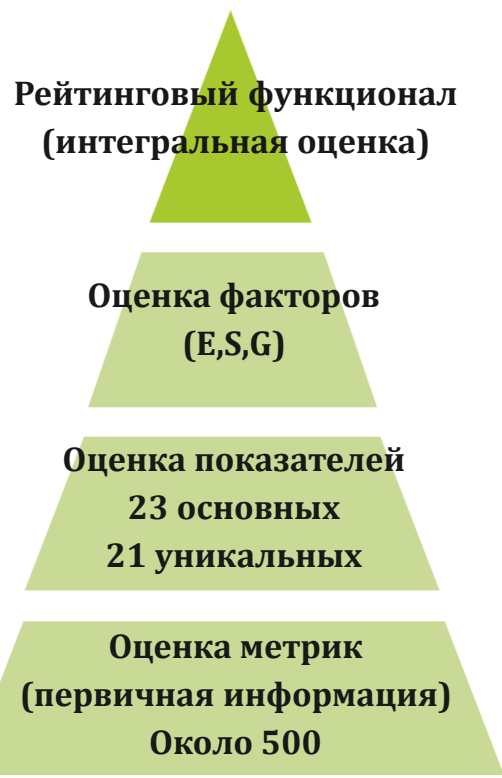 Рейтинговый функционал
(интегральная оценка)
Оценка факторов
(E,S,G)
Оценка показателей
23 основных
21 уникальных
Оценка метрик
(первичная информация)
Около 500